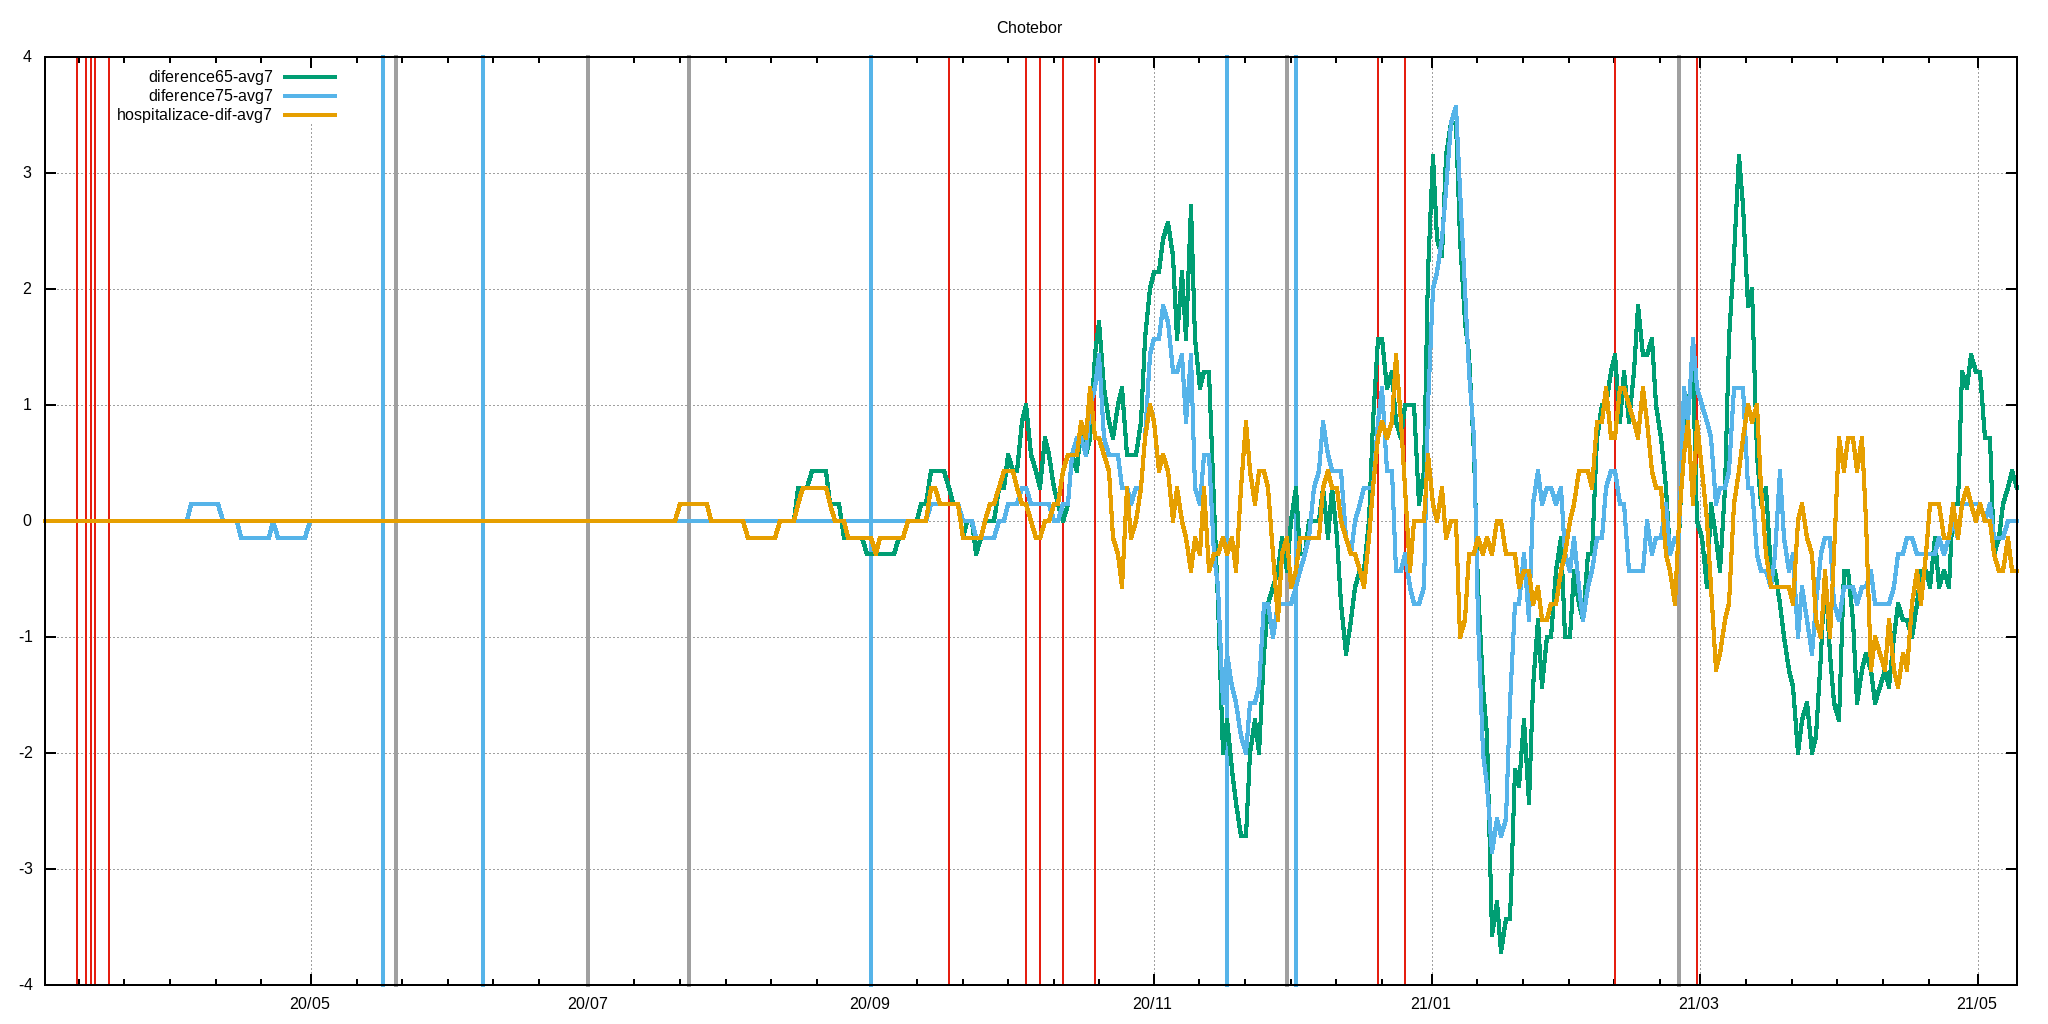 Chotebor
diference65-avg7
diference75-avg7
hospitalizace-dif-avg7
4
3
2
1
0
-1
-2
-3
-4
20/05 20/07 20/09 20/11 21/01 21/03 21/05